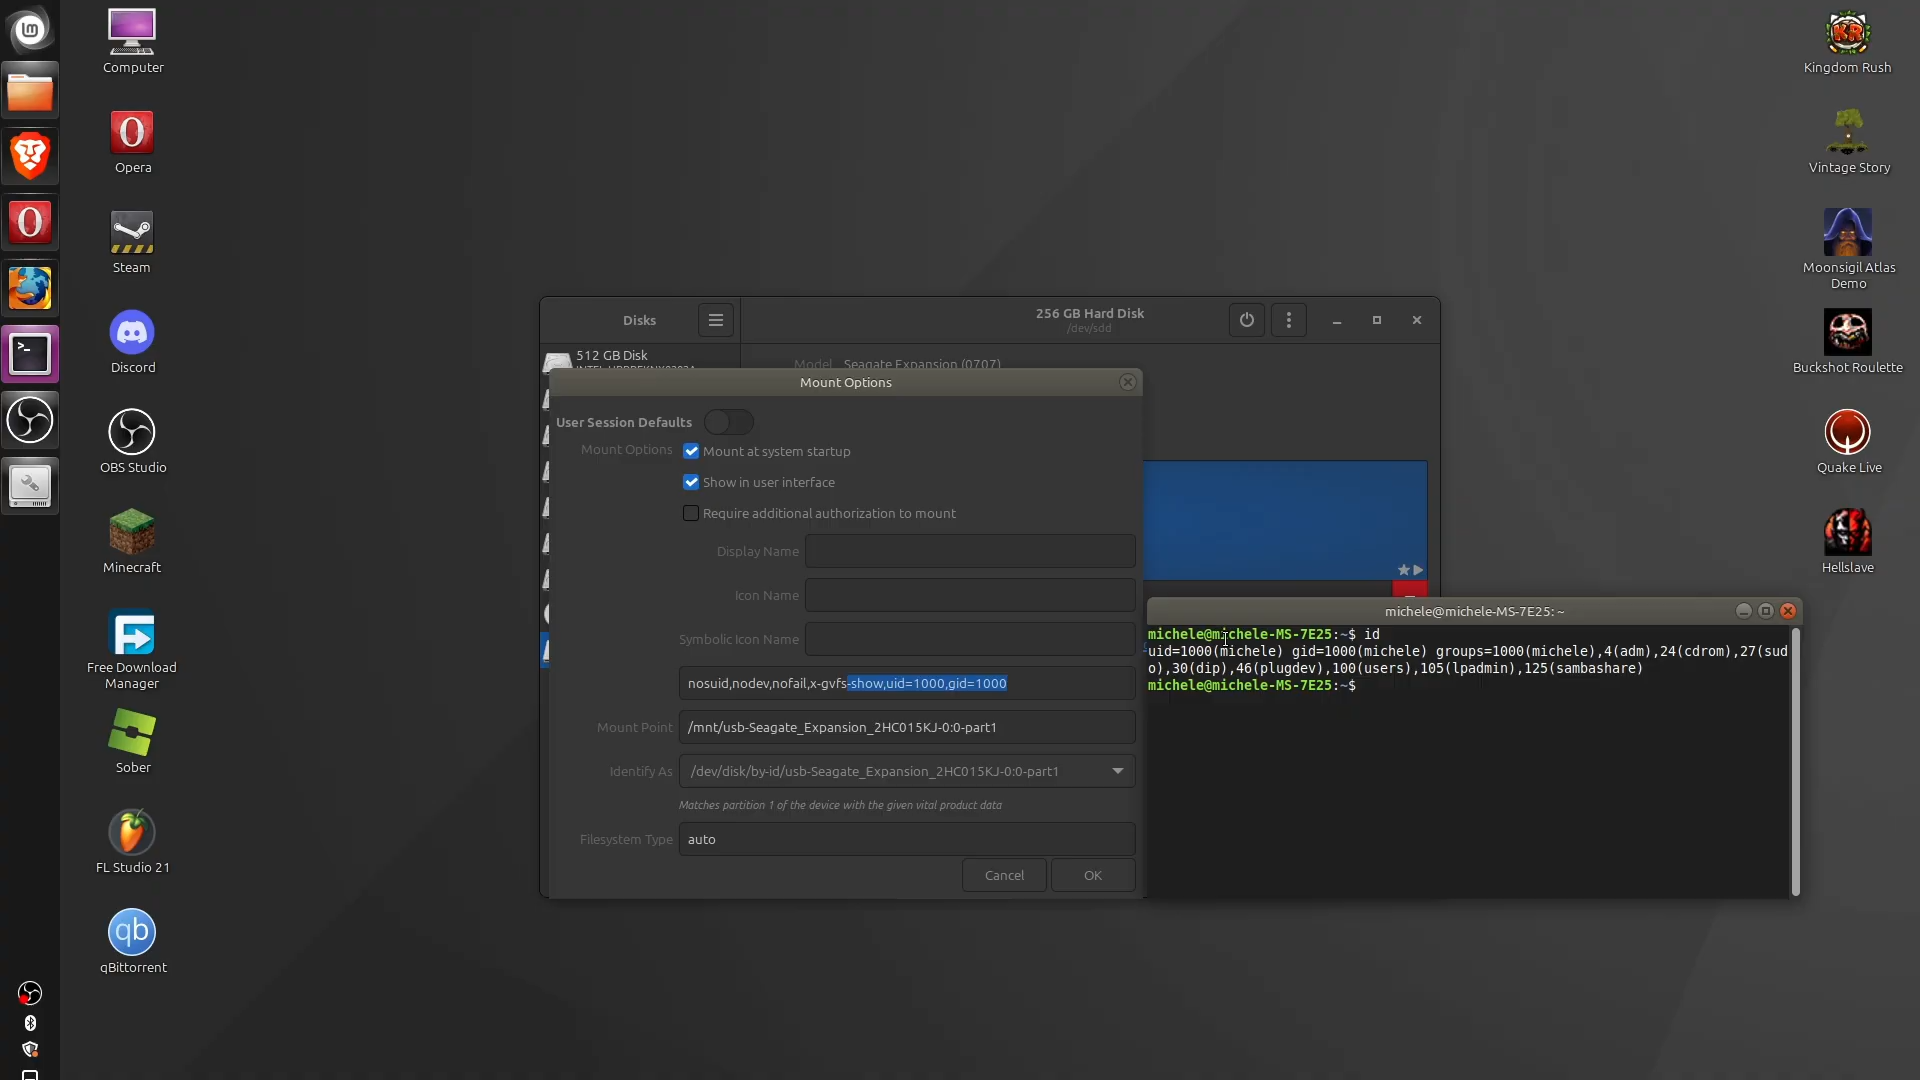 Computer
Opera
Steam
Discord
OBS Studio
Minecraft
Free Download
Manager
Sober
FL Studio 21
qb
qBittorrent
Disks
256 GB Hard Disk
/dev/sdd
512 GB Disk
Model Seagate Expansion (0707)
Mount Options
User Session Defaults
Mount Options
Mount at system startup
Show in user interface
Require additional authorization to mount
Display Name
Icon Name
Symbolic Icon Name
nosuid,nodev,nofail,x-gvfs-show,uid=1000,gid=1000
Mount Point /mnt/usb-Seagate_Expansion_2HC015KJ-0:0-part1
Identify As /dev/disk/by-id/usb-Seagate_Expansion_2HC015KJ-0:0-part1
Matches partition 1 of the device with the given vital product data
Filesystem Type auto
Cancel
OK
michele@michele-MS-7E25: ~
michele@michele-MS-7E25:~$ id
uid=1000(michele) gid=1000(michele) groups=1000(michele),4(adm),24(cdrom),27(sud
o),30(dip),46(plugdev),100(users),105(lpadmin),125(sambashare)
michele@michele-MS-7E25:~$
KR
Kingdom Rush
Vintage Story
Moonsigil Atlas
Demo
Buckshot Roulette
Quake Live
Hellslave